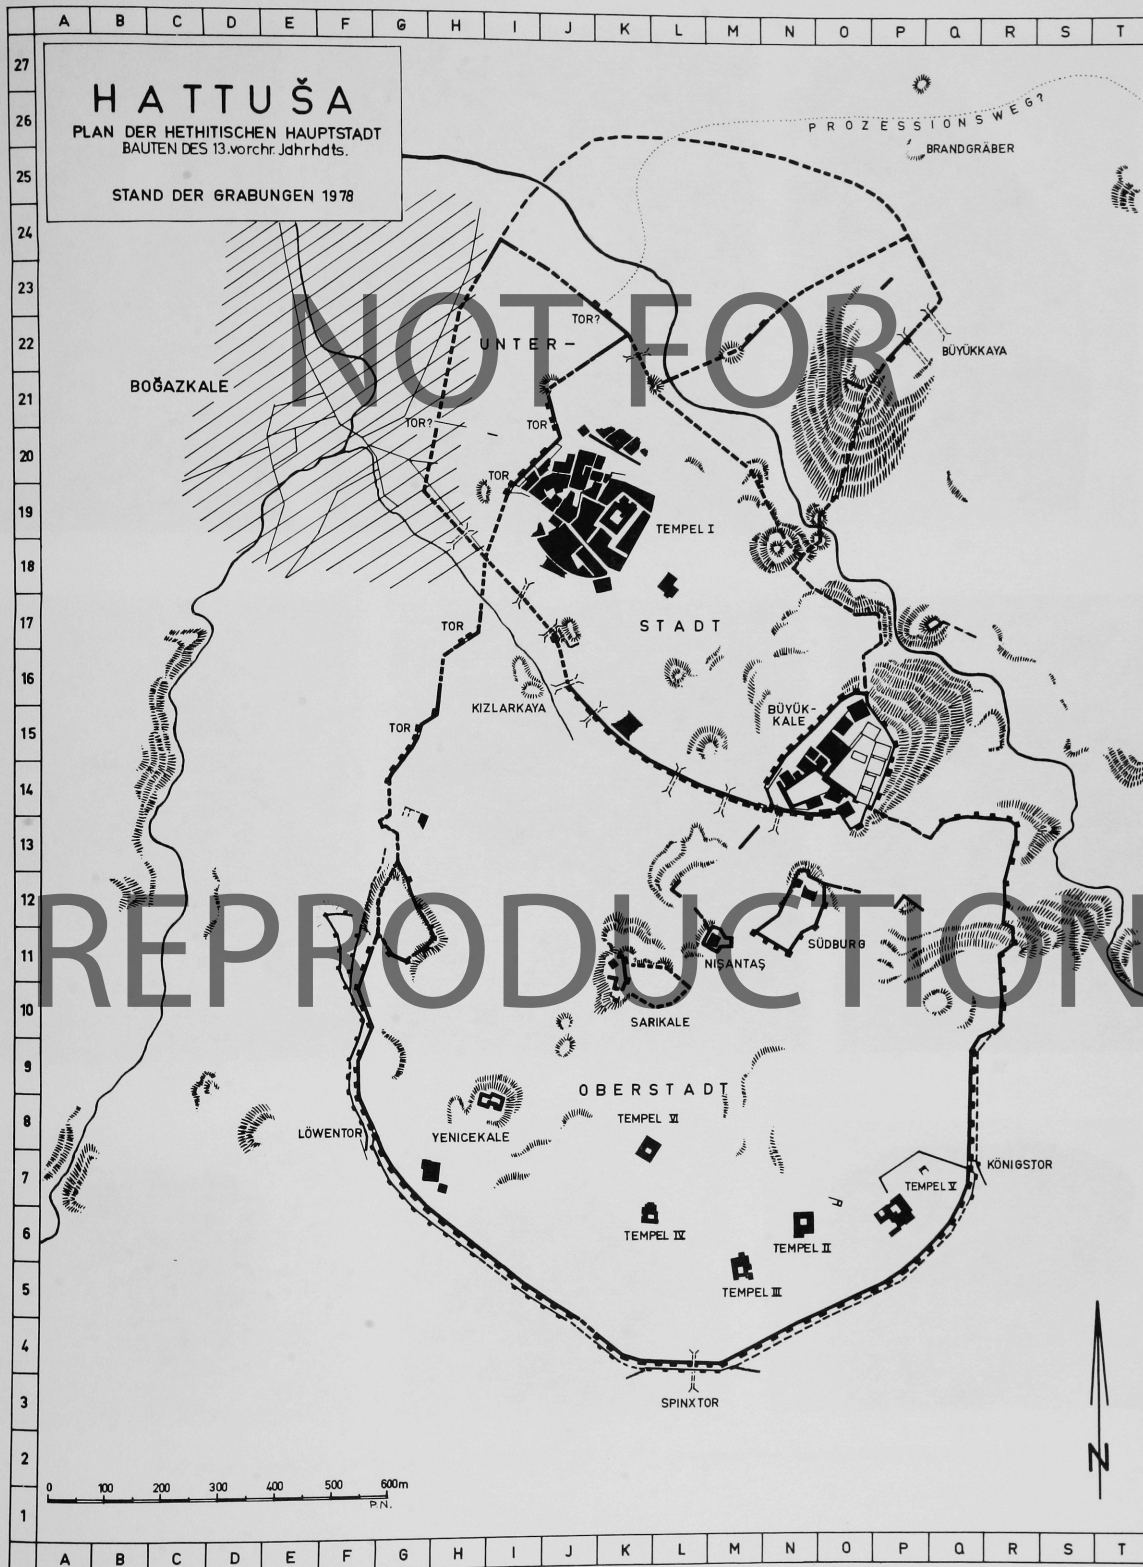 A B C D E F G H I J K L M N O P Q R S T
27
26
25
24
23
22
21
20
19
18
17
16
15
14
13
12
11
10
9
8
7
6
5
4
3
2
1
HATTUŠA
PLAN DER HETHITISCHEN HAUPTSTADT
BAUTEN DES 13.vorchr. Jahrhdts.
STAND DER GRABUNGEN 1978
PROZESSIONSWEG?
BRANDGRÄBER
NOT FOR
TOR?
UNTER-
BÜYÜKKAYA
BOĞAZKALE
TOR?
TOR
TOR
TEMPEL I
TOR
STADT
KIZLARKAYA
BÜYÜK-
KALE
TOR
REPRODUCTION
SÜDBURG
NIŞANTAŞ
SARIKALE
OBERSTADT
TEMPEL VI
LÖWENTOR
YENICEKALE
KÖNIGSTOR
TEMPEL V
TEMPEL IV
TEMPEL II
TEMPEL III
SPINXTOR
N
0 100 200 300 400 500 600m
P.N.
A B C D E F G H I J K L M N O P Q R S T